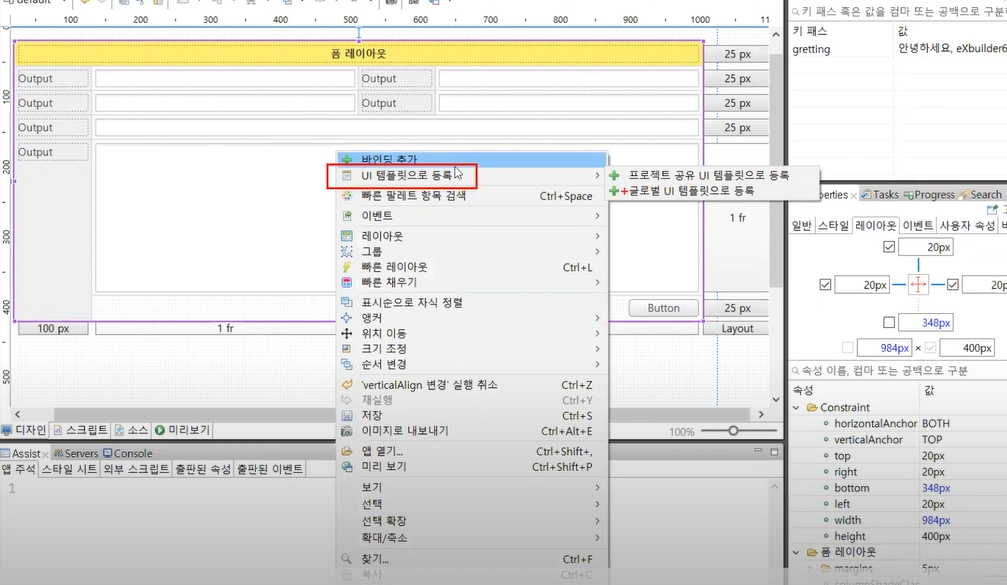 default
100 200 300 400 500 600 700 800 900 1000 11
키 패스 혹은 값을 컴마 또는 공백으로 구분
키 패스 값
gretting 안녕하세요, eXbuilder6
폼 레이아웃
25 px
Output Output 25 px
Output Output 25 px
Output 25 px
Output
1 fr
Button 25 px
100 px 1 fr Layout
100
200
300
400
500
바인딩 추가
UI 템플릿으로 등록
프로젝트 공유 UI 템플릿으로 등록
글로벌 UI 템플릿으로 등록
빠른 팔레트 항목 검색 Ctrl+Space
이벤트
레이아웃
그룹
빠른 레이아웃 Ctrl+L
빠른 채우기
표시순으로 자식 정렬
앵커
위치 이동
크기 조정
순서 변경
'verticalAlign 변경' 실행 취소 Ctrl+Z
재실행 Ctrl+Y
저장 Ctrl+S
이미지로 내보내기 Ctrl+Alt+E
앱 열기... Ctrl+Shift+,
미리 보기 Ctrl+Shift+P
보기
선택
선택 확장
확대/축소
찾기... Ctrl+F
복사 Ctrl+C
디자인 스크립트 소스 미리보기
100%
Assist Servers Console
앱 주석 스타일 시트 외부 스크립트 출판된 속성 출판된 이벤트
1
perties Tasks Progress Search
일반 스타일 레이아웃 이벤트 사용자 속성
20px
20px 20p
348px
984px × 400px
속성 이름, 컴마 또는 공백으로 구분
속성 값
Constraint
horizontalAnchor BOTH
verticalAnchor TOP
top 20px
right 20px
bottom 348px
left 20px
width 984px
height 400px
폼 레이아웃
margins 5px